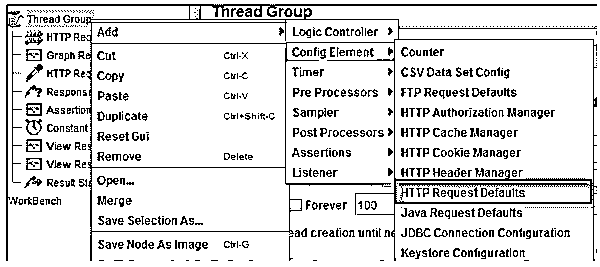 Thread Group
Thread Group
HTTP Re
Graph Re
HTTP Req
Respons
Assertion
Constant
View Res
View Res
Result Sta
WorkBench
Add
Cut Ctrl-X
Copy Ctrl-C
Paste Ctrl-V
Duplicate Ctrl+Shift-C
Reset Gui
Remove Delete
Open...
Merge
Save Selection As...
Save Node As Image Ctrl-G
Logic Controller
Config Element
Timer
Pre Processors
Sampler
Post Processors
Assertions
Listener
Forever 100
ead creation until ne
Counter
CSV Data Set Config
FTP Request Defaults
HTTP Authorization Manager
HTTP Cache Manager
HTTP Cookie Manager
HTTP Header Manager
HTTP Request Defaults
Java Request Defaults
JDBC Connection Configuration
Keystore Configuration